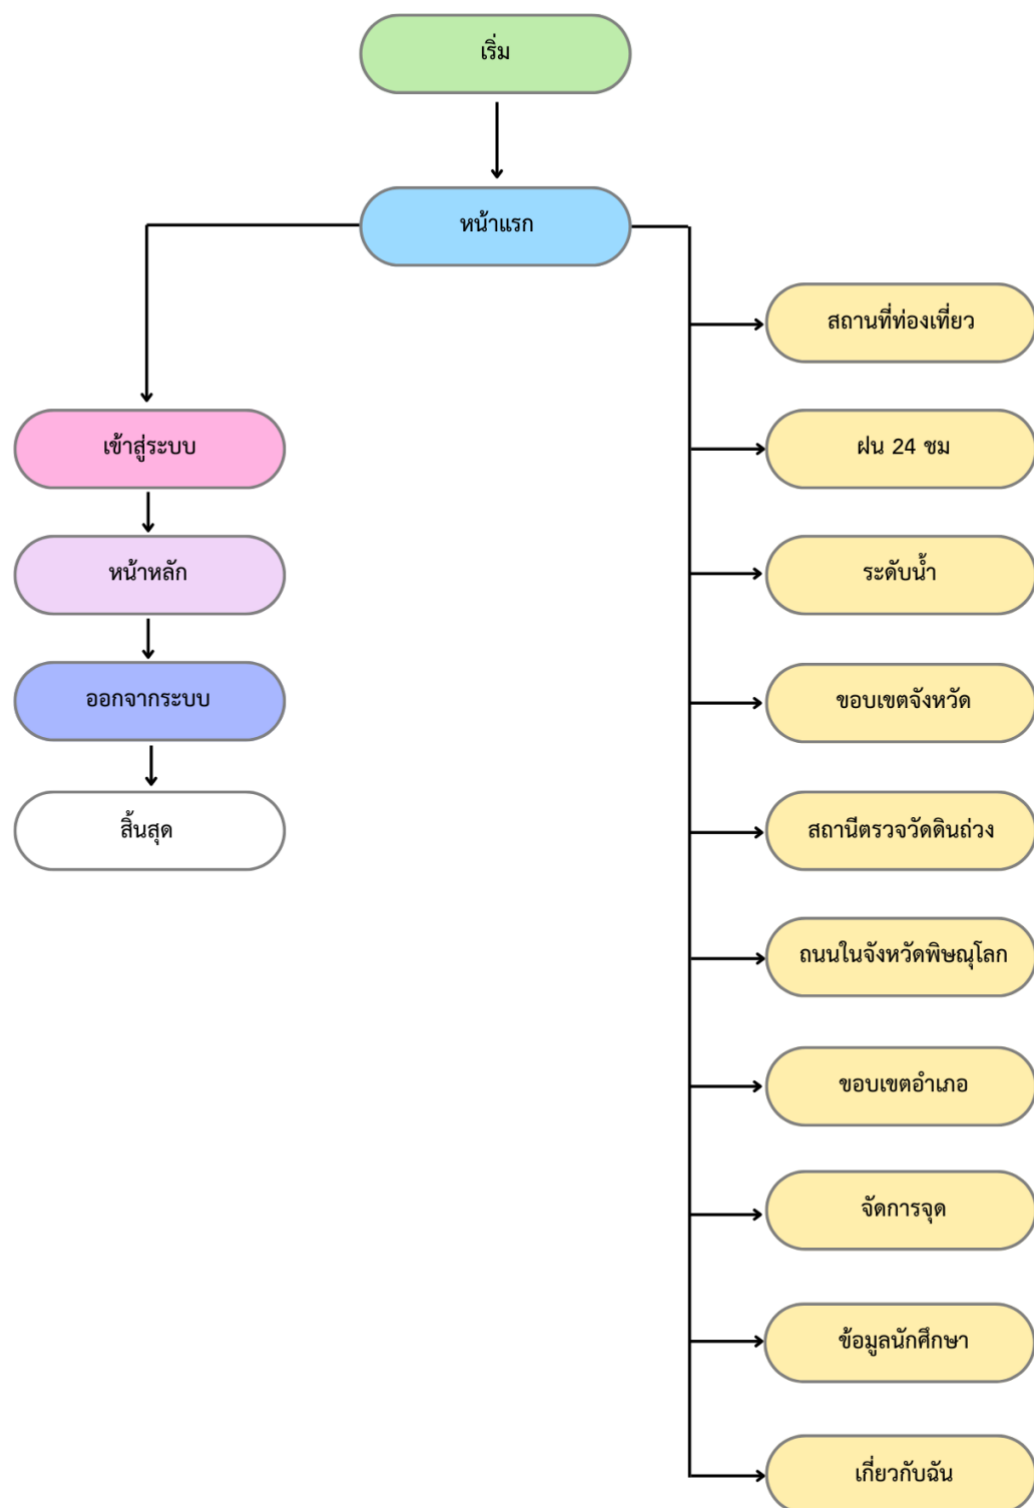 เริ่ม
หน้าแรก
เข้าสู่ระบบ
หน้าหลัก
ออกจากระบบ
สิ้นสุด
สถานที่ท่องเที่ยว
ฝน 24 ชม
ระดับน้ำ
ขอบเขตจังหวัด
สถานีตรวจวัดดินถ่วง
ถนนในจังหวัดพิษณุโลก
ขอบเขตอำเภอ
จัดการจุด
ข้อมูลนักศึกษา
เกี่ยวกับฉัน